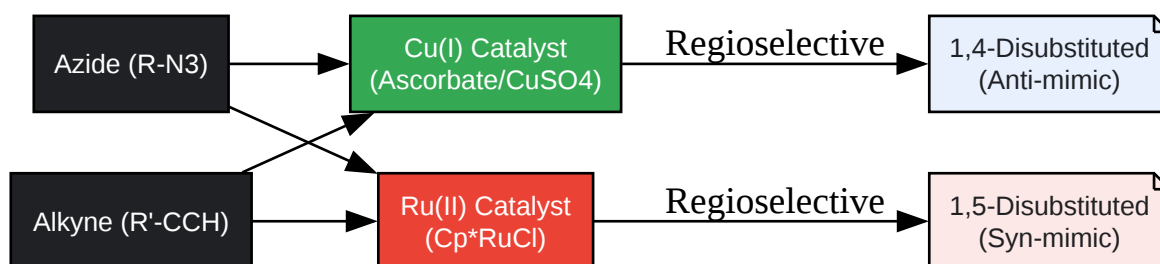 Azide (R-N3)
Cu(I) Catalyst
(Ascorbate/CuSO4)
Regioselective
1,4-Disubstituted
(Anti-mimic)
Alkyne (R'-CCH)
Ru(II) Catalyst
(Cp*RuCl)
Regioselective
1,5-Disubstituted
(Syn-mimic)